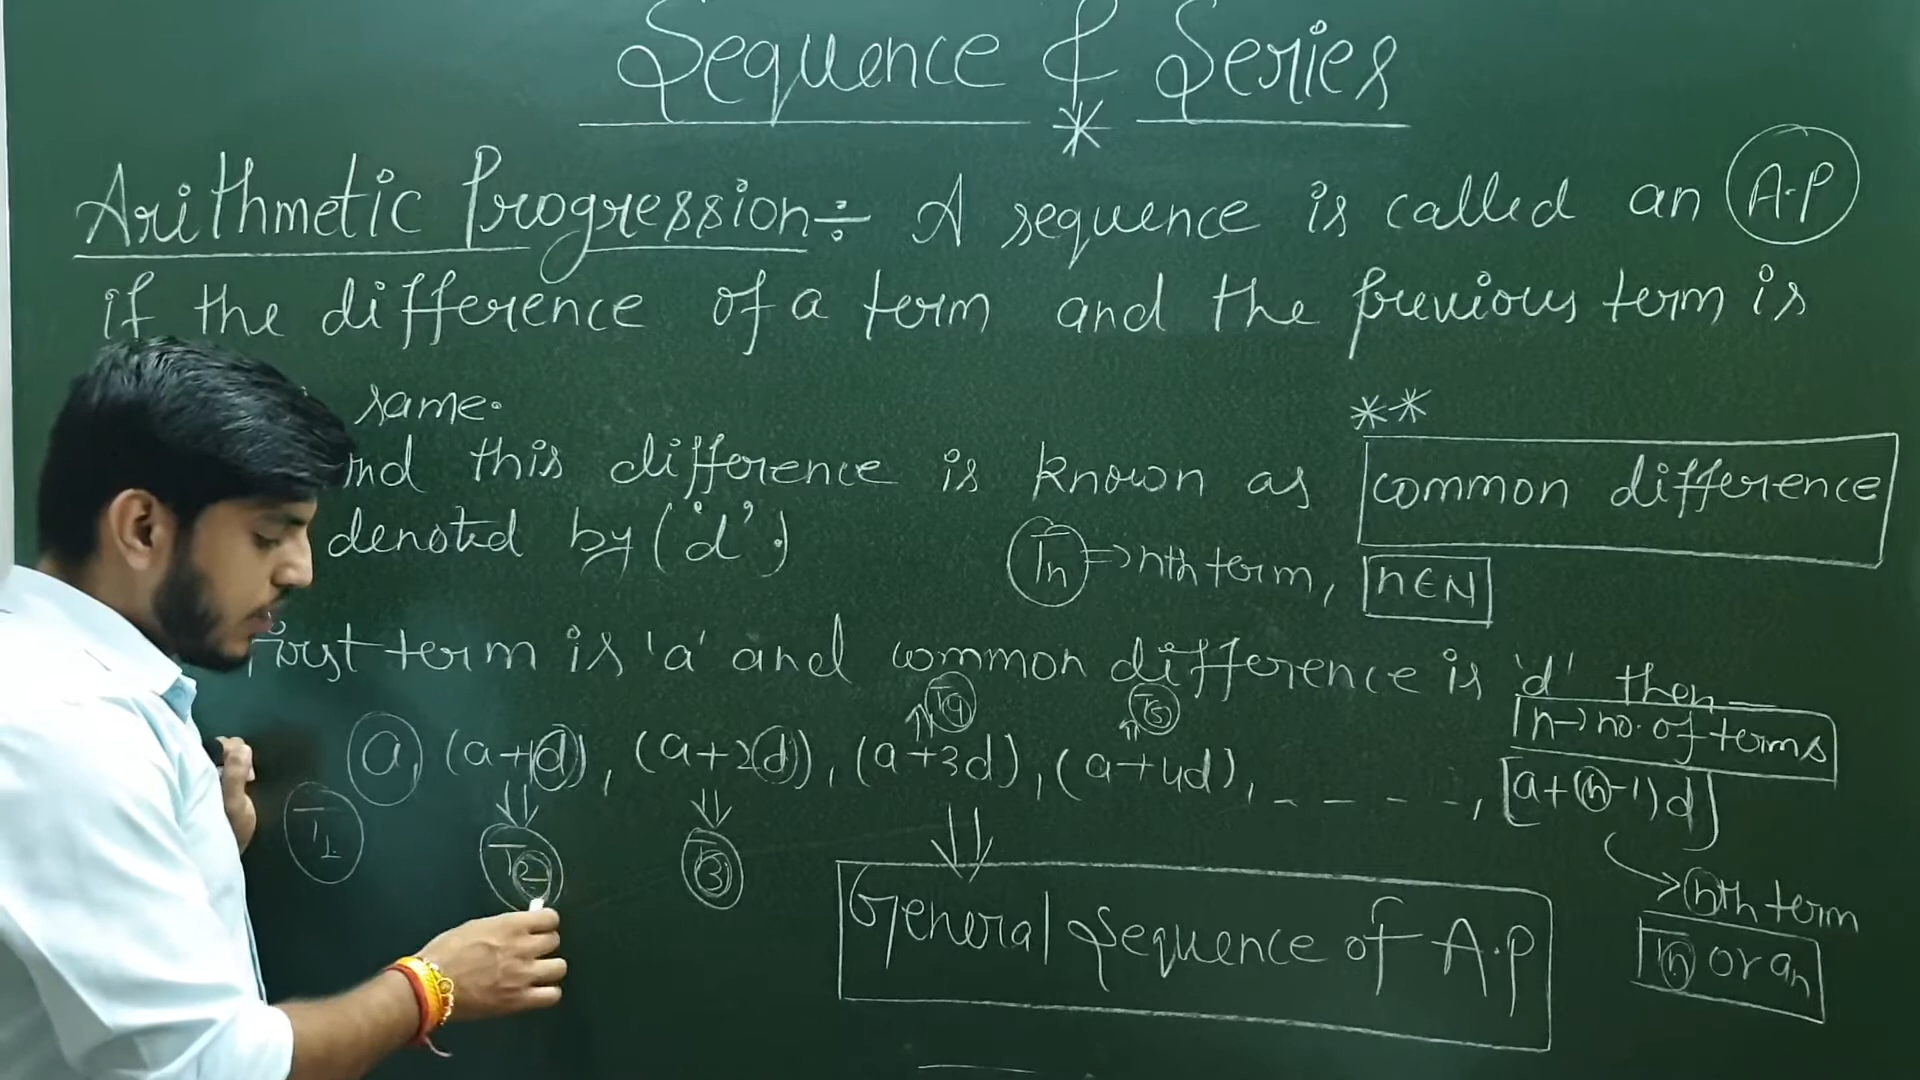 Sequence & Series
*
Arithmetic Progression÷ A sequence is called an A.P
if the difference of a term and the previous term is
same.
**
this difference is known as common difference
denoted by ('d').
Tn => nth term, n∈N
First term is 'a' and common difference is 'd' then—
T4 T5
n→no. of terms
a, (a+d), (a+2d), (a+3d), (a+4d), - - - - -, [a+(n-1)d]
T1 T2 T3
nth term
General Sequence of A.P
Tn or an